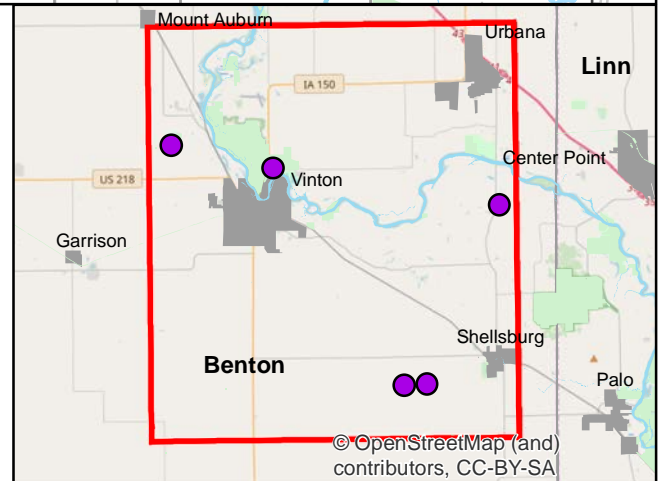 Mount Auburn
Urbana
Linn
IA 150
Center Point
US 218
Vinton
Garrison
Shellsburg
Benton
Palo
© OpenStreetMap (and)
contributors, CC-BY-SA